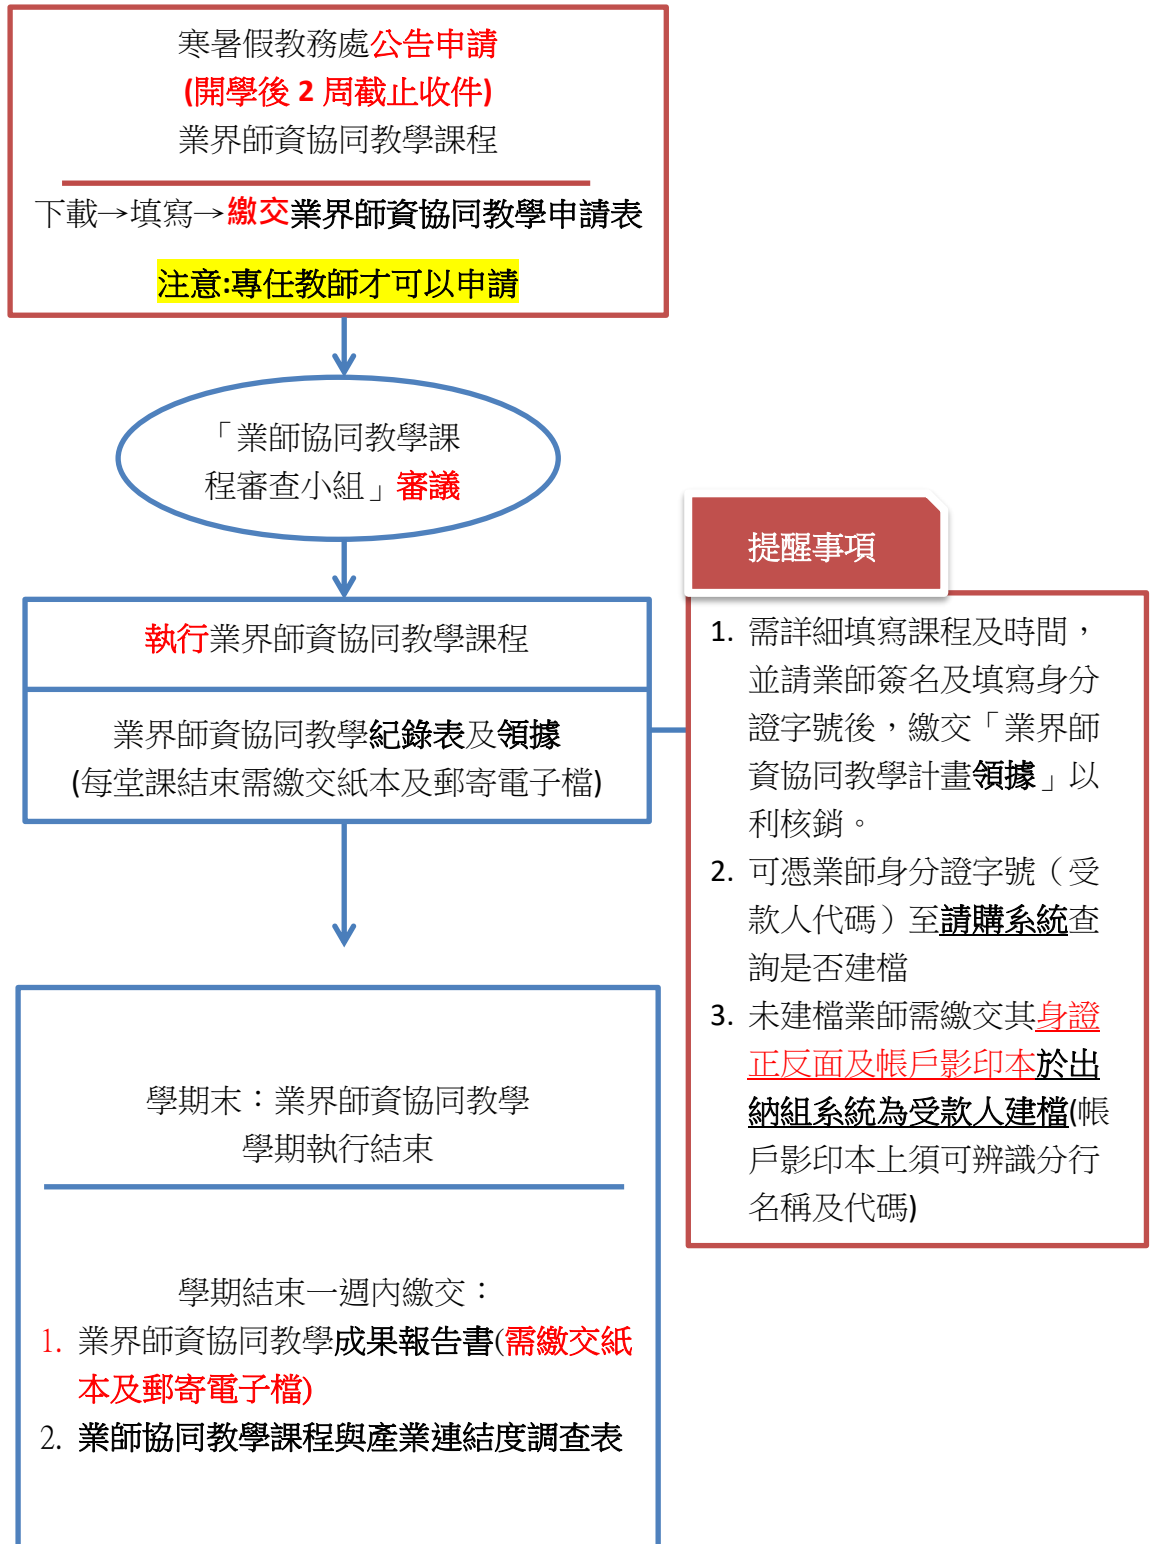 寒暑假教務處公告申請
(開學後 2 周截止收件)
業界師資協同教學課程
下載→填寫→繳交業界師資協同教學申請表
注意:專任教師才可以申請
「業師協同教學課
程審查小組」審議
執行業界師資協同教學課程
業界師資協同教學紀錄表及領據
(每堂課結束需繳交紙本及郵寄電子檔)
提醒事項
1. 需詳細填寫課程及時間，
並請業師簽名及填寫身分
證字號後，繳交「業界師
資協同教學計畫領據」以
利核銷。
2. 可憑業師身分證字號（受
款人代碼）至請購系統查
詢是否建檔
3. 未建檔業師需繳交其身證
正反面及帳戶影印本於出
納組系統為受款人建檔(帳
戶影印本上須可辨識分行
名稱及代碼)
學期末：業界師資協同教學
學期執行結束
學期結束一週內繳交：
1. 業界師資協同教學成果報告書(需繳交紙
本及郵寄電子檔)
2. 業師協同教學課程與產業連結度調查表